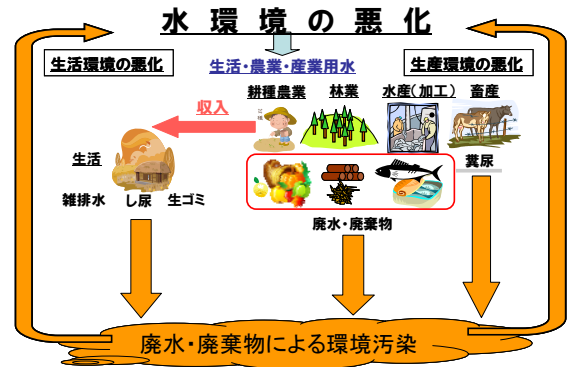 水環境の悪化
生活環境の悪化
生活・農業・産業用水
生産環境の悪化
耕種農業
林業
水産(加工)
畜産
収入
生活
雑排水
し尿
生ゴミ
糞尿
廃水・廃棄物
廃水・廃棄物による環境汚染